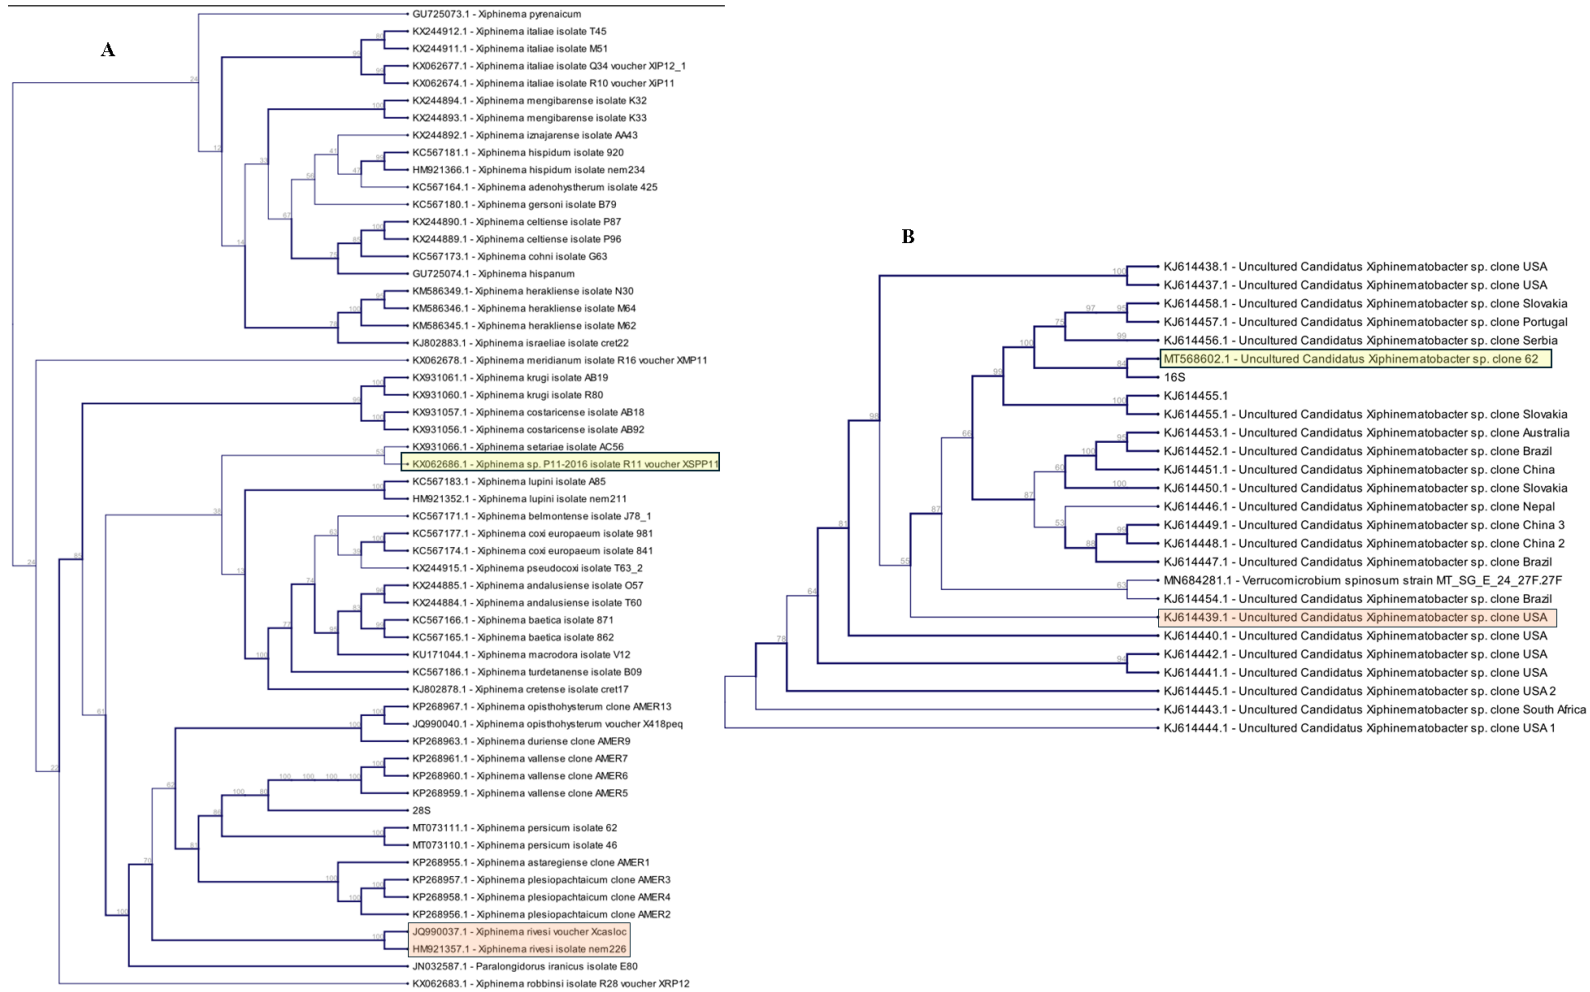 A
GU725073.1 - Xiphinema pyrenaicum
KX244912.1 - Xiphinema italiae isolate T45
KX244911.1 - Xiphinema italiae isolate M51
KX062677.1 - Xiphinema italiae isolate Q34 voucher XIP12_1
KX062674.1 - Xiphinema italiae isolate R10 voucher XiP11
KX244894.1 - Xiphinema mengibarense isolate K32
KX244893.1 - Xiphinema mengibarense isolate K33
KX244892.1 - Xiphinema iznajarense isolate AA43
KC567181.1 - Xiphinema hispidum isolate 920
HM921366.1 - Xiphinema hispidum isolate nem234
KC567164.1 - Xiphinema adenohystherum isolate 425
KC567180.1 - Xiphinema gersoni isolate B79
KX244890.1 - Xiphinema celtiense isolate P87
KX244889.1 - Xiphinema celtiense isolate P96
KC567173.1 - Xiphinema cohni isolate G63
GU725074.1 - Xiphinema hispanum
KM586349.1 - Xiphinema herakliense isolate N30
KM586346.1 - Xiphinema herakliense isolate M64
KM586345.1 - Xiphinema herakliense isolate M62
KJ802883.1 - Xiphinema israeliae isolate cret22
KX062678.1 - Xiphinema meridianum isolate R16 voucher XMP11
KX931061.1 - Xiphinema krugi isolate AB19
KX931060.1 - Xiphinema krugi isolate R80
KX931057.1 - Xiphinema costaricense isolate AB18
KX931056.1 - Xiphinema costaricense isolate AB92
KX931066.1 - Xiphinema setariae isolate AC56
KX062686.1 - Xiphinema sp. P11-2016 isolate R11 voucher XSPP11
KC567183.1 - Xiphinema lupini isolate A85
HM921352.1 - Xiphinema lupini isolate nem211
KC567171.1 - Xiphinema belmontense isolate J78_1
KC567177.1 - Xiphinema coxi europaeum isolate 981
KC567174.1 - Xiphinema coxi europaeum isolate 841
KX244915.1 - Xiphinema pseudocoxi isolate T63_2
KX244885.1 - Xiphinema andalusiense isolate O57
KX244884.1 - Xiphinema andalusiense isolate T60
KC567166.1 - Xiphinema baetica isolate 871
KC567165.1 - Xiphinema baetica isolate 862
KU171044.1 - Xiphinema macrodora isolate V12
KC567186.1 - Xiphinema turdetanense isolate B09
KJ802878.1 - Xiphinema cretense isolate cret17
KP268967.1 - Xiphinema opisthohysterum clone AMER13
JQ990040.1 - Xiphinema opisthohysterum voucher X418peq
KP268963.1 - Xiphinema duriense clone AMER9
KP268961.1 - Xiphinema vallense clone AMER7
KP268960.1 - Xiphinema vallense clone AMER6
KP268959.1 - Xiphinema vallense clone AMER5
28S
MT073111.1 - Xiphinema persicum isolate 62
MT073110.1 - Xiphinema persicum isolate 46
KP268955.1 - Xiphinema astaregiense clone AMER1
KP268957.1 - Xiphinema plesiopachtaicum clone AMER3
KP268958.1 - Xiphinema plesiopachtaicum clone AMER4
KP268956.1 - Xiphinema plesiopachtaicum clone AMER2
JQ990037.1 - Xiphinema rivesi voucher Xcasloc
HM921357.1 - Xiphinema rivesi isolate nem226
JN032587.1 - Paralongidorus iranicus isolate E80
KX062683.1 - Xiphinema robbinsi isolate R28 voucher XRP12
B
KJ614438.1 - Uncultured Candidatus Xiphinematobacter sp. clone USA
KJ614437.1 - Uncultured Candidatus Xiphinematobacter sp. clone USA
KJ614458.1 - Uncultured Candidatus Xiphinematobacter sp. clone Slovakia
KJ614457.1 - Uncultured Candidatus Xiphinematobacter sp. clone Portugal
KJ614456.1 - Uncultured Candidatus Xiphinematobacter sp. clone Serbia
MT568602.1 - Uncultured Candidatus Xiphinematobacter sp. clone 62
16S
KJ614455.1
KJ614455.1 - Uncultured Candidatus Xiphinematobacter sp. clone Slovakia
KJ614453.1 - Uncultured Candidatus Xiphinematobacter sp. clone Australia
KJ614452.1 - Uncultured Candidatus Xiphinematobacter sp. clone Brazil
KJ614451.1 - Uncultured Candidatus Xiphinematobacter sp. clone China
KJ614450.1 - Uncultured Candidatus Xiphinematobacter sp. clone Slovakia
KJ614446.1 - Uncultured Candidatus Xiphinematobacter sp. clone Nepal
KJ614449.1 - Uncultured Candidatus Xiphinematobacter sp. clone China 3
KJ614448.1 - Uncultured Candidatus Xiphinematobacter sp. clone China 2
KJ614447.1 - Uncultured Candidatus Xiphinematobacter sp. clone Brazil
MN684281.1 - Verrucomicrobium spinosum strain MT_SG_E_24_27F.27F
KJ614454.1 - Uncultured Candidatus Xiphinematobacter sp. clone Brazil
KJ614439.1 - Uncultured Candidatus Xiphinematobacter sp. clone USA
KJ614440.1 - Uncultured Candidatus Xiphinematobacter sp. clone USA
KJ614442.1 - Uncultured Candidatus Xiphinematobacter sp. clone USA
KJ614441.1 - Uncultured Candidatus Xiphinematobacter sp. clone USA
KJ614445.1 - Uncultured Candidatus Xiphinematobacter sp. clone USA 2
KJ614443.1 - Uncultured Candidatus Xiphinematobacter sp. clone South Africa
KJ614444.1 - Uncultured Candidatus Xiphinematobacter sp. clone USA 1